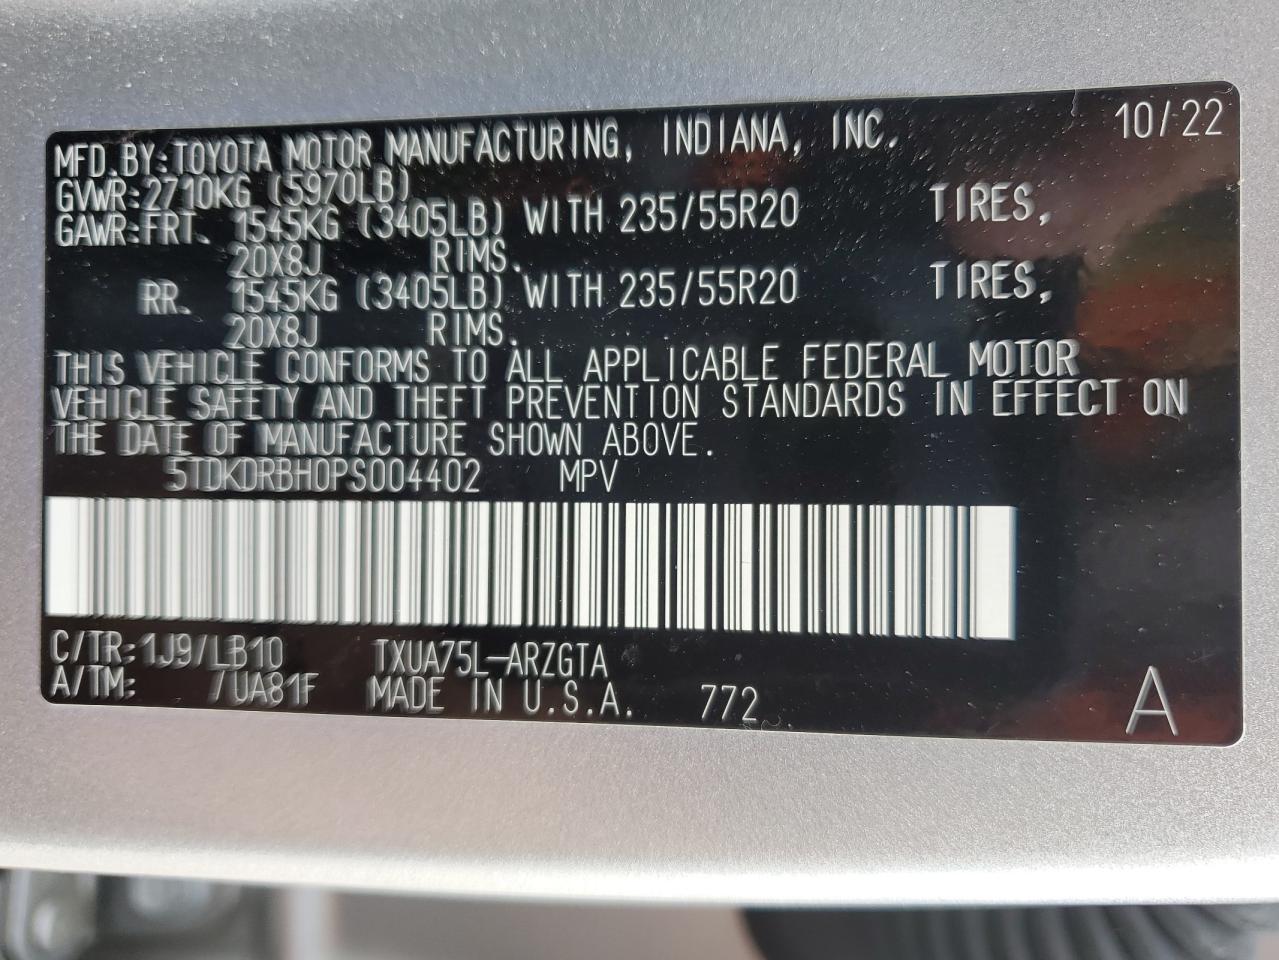 10/22
MFD.BY:TOYOTA MOTOR MANUFACTURING, INDIANA, INC.
GVWR:2710KG (5970LB)
GAWR:FRT. 1545KG (3405LB) WITH 235/55R20 TIRES,
20X8J RIMS.
RR. 1545KG (3405LB) WITH 235/55R20 TIRES,
20X8J RIMS.
THIS VEHICLE CONFORMS TO ALL APPLICABLE FEDERAL MOTOR
VEHICLE SAFETY AND THEFT PREVENTION STANDARDS IN EFFECT ON
THE DATE OF MANUFACTURE SHOWN ABOVE.
5TDKDRBH0PS004402 MPV
C/TR:1J9/LB10 TXUA75L-ARZGTA
A/TM: /UA81F MADE IN U.S.A. 772
A